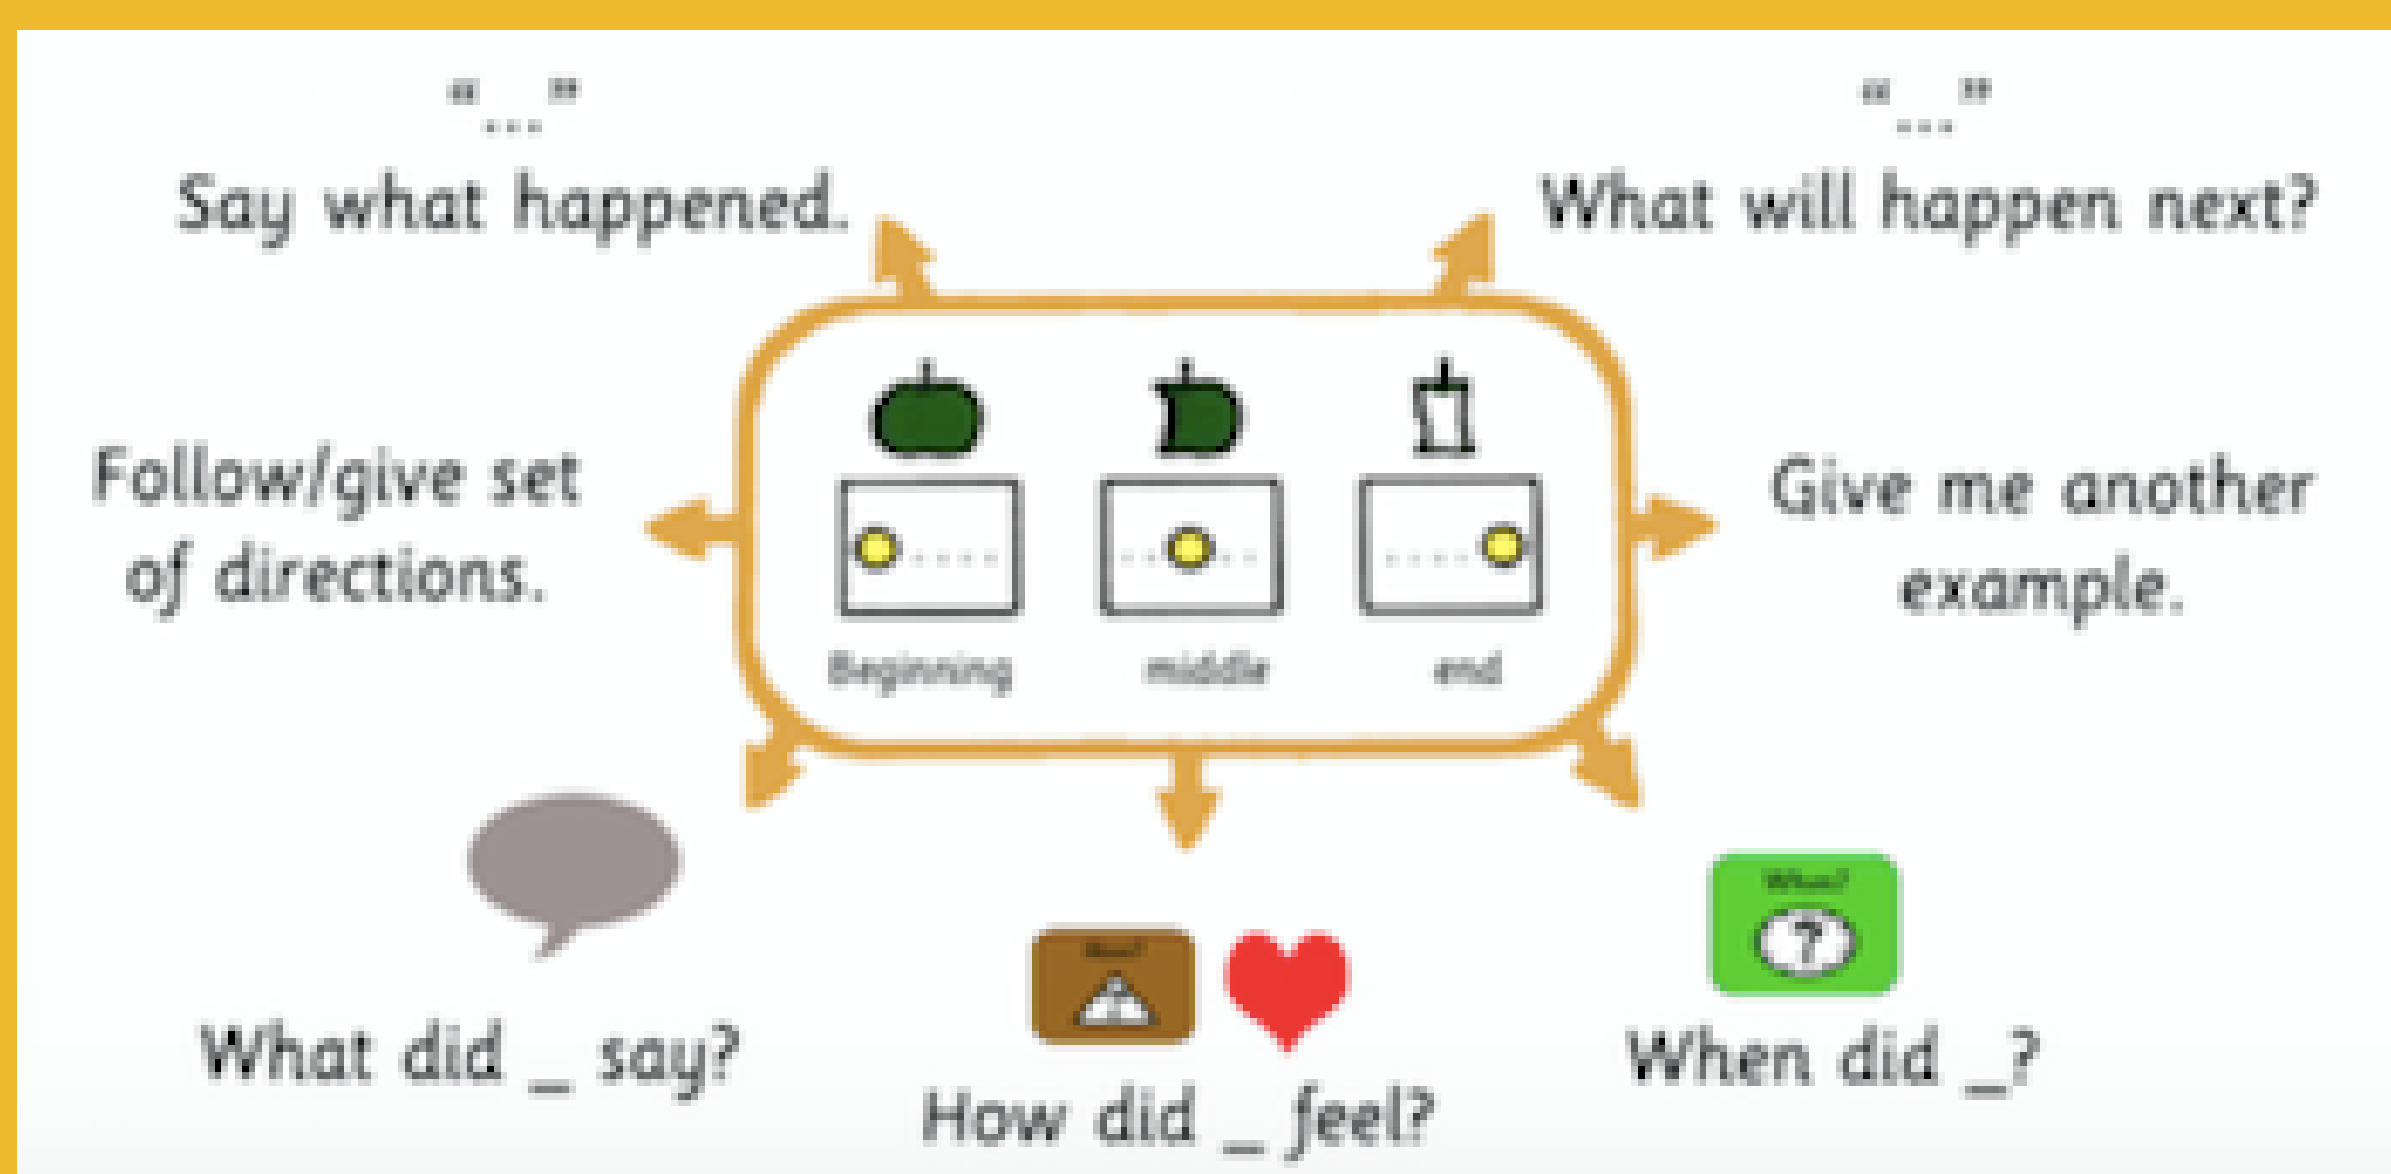 “...”
“...”
Say what happened.
What will happen next?
Follow/give set
of directions.
Give me another
example.
Beginning
middle
end
When?
?
What did _ say?
How did _ feel?
When did _?